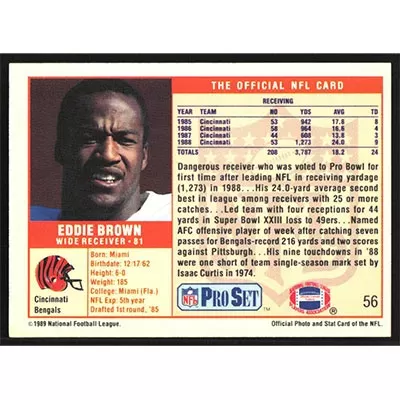 THE OFFICIAL NFL CARD
RECEIVING
YEAR TEAM NO YDS AVG TD
1985 Cincinnati 53 942 17.8 8
1986 Cincinnati 58 964 16.6 4
1987 Cincinnati 44 608 13.8 3
1988 Cincinnati 53 1,273 24.0 9
TOTALS 208 3,787 18.2 24
Dangerous receiver who was voted to Pro Bowl for
first time after leading NFL in receiving yardage
(1,273) in 1988...His 24.0-yard average second
best in league among receivers with 25 or more
catches...Led team with four receptions for 44
yards in Super Bowl XXIII loss to 49ers...Named
AFC offensive player of week after catching seven
passes for Bengals-record 216 yards and two scores
against Pittsburgh...His nine touchdowns in '88
were one short of team single-season mark set by
Isaac Curtis in 1974.
EDDIE BROWN
WIDE RECEIVER • 81
Born: Miami
Birthdate: 12·17·62
Height: 6-0
Weight: 185
College: Miami (Fla.)
NFL Exp: 5th year
Drafted 1st round, '85
Cincinnati
Bengals
NFL PRO SET™
56
©1989 National Football League.
Official Photo and Stat Card of the NFL.